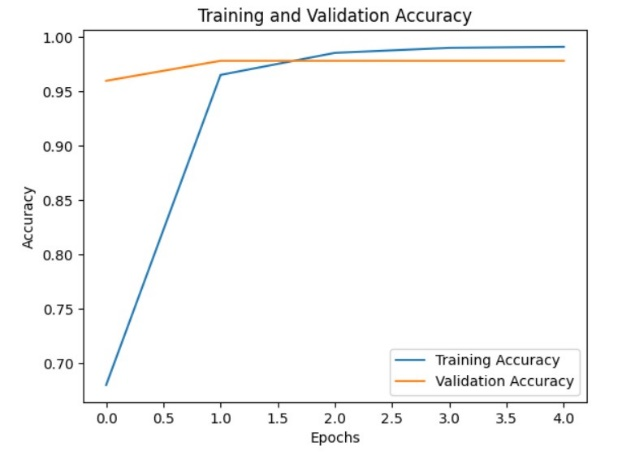 Training and Validation Accuracy
1.00
0.95
0.90
0.85
0.80
0.75
0.70
Accuracy
Training Accuracy
Validation Accuracy
0.0 0.5 1.0 1.5 2.0 2.5 3.0 3.5 4.0
Epochs